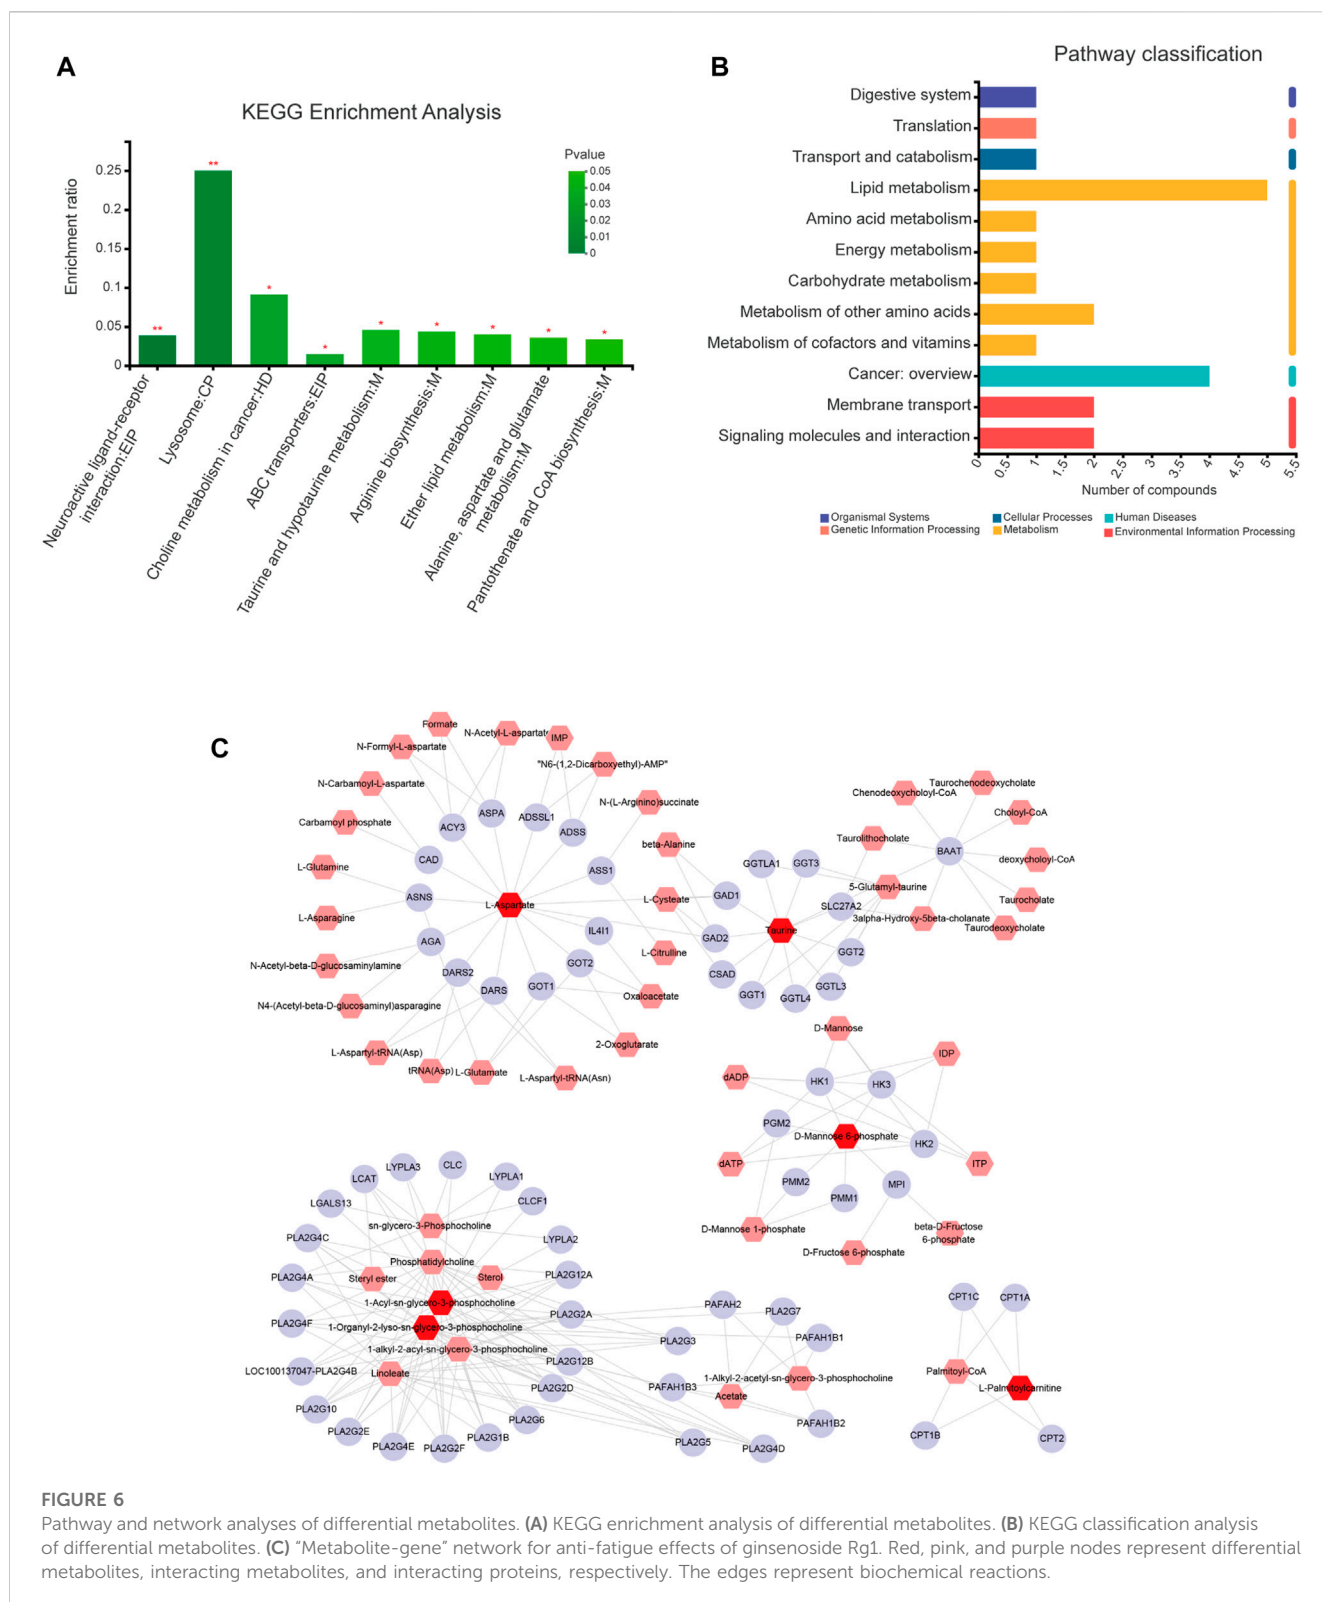 A
KEGG Enrichment Analysis
Enrichment ratio
0.25
0.2
0.15
0.1
0.05
0
**
**
*
*
*
*
*
*
*
Pvalue
0.05
0.04
0.03
0.02
0.01
0
Neuroactive ligand-receptor
interaction:EIP
Lysosome:CP
Choline metabolism in cancer:HD
ABC transporters:EIP
Taurine and hypotaurine metabolism:M
Arginine biosynthesis:M
Ether lipid metabolism:M
Alanine, aspartate and glutamate
metabolism:M
Pantothenate and CoA biosynthesis:M
B
Pathway classification
Digestive system
Translation
Transport and catabolism
Lipid metabolism
Amino acid metabolism
Energy metabolism
Carbohydrate metabolism
Metabolism of other amino acids
Metabolism of cofactors and vitamins
Cancer: overview
Membrane transport
Signaling molecules and interaction
0
0.5
1
1.5
2
2.5
3
3.5
4
4.5
5
5.5
Number of compounds
Organismal Systems
Cellular Processes
Human Diseases
Genetic Information Processing
Metabolism
Environmental Information Processing
C
Formate
N-Acetyl-L-aspartate
IMP
N-Formyl-L-aspartate
"N6-(1,2-Dicarboxyethyl)-AMP"
N-Carbamoyl-L-aspartate
N-(L-Arginino)succinate
Carbamoyl phosphate
ACY3
ASPA
ADSSL1
ADSS
beta-Alanine
CAD
ASS1
L-Glutamine
ASNS
L-Aspartate
L-Cysteate
GAD1
L-Asparagine
IL4I1
GAD2
AGA
L-Citrulline
N-Acetyl-beta-D-glucosaminylamine
DARS2
GOT2
CSAD
DARS
GOT1
Oxaloacetate
N4-(Acetyl-beta-D-glucosaminyl)asparagine
2-Oxoglutarate
L-Aspartyl-tRNA(Asp)
tRNA(Asp)
L-Glutamate
L-Aspartyl-tRNA(Asn)
Taurochenodeoxycholate
Chenodeoxycholoyl-CoA
Choloyl-CoA
Taurolithocholate
BAAT
deoxycholoyl-CoA
GGTLA1
GGT3
5-Glutamyl-taurine
Taurocholate
SLC27A2
3alpha-Hydroxy-5beta-cholanate
Taurodeoxycholate
Taurine
GGT2
GGTL3
GGT1
GGTL4
D-Mannose
IDP
dADP
HK1
HK3
PGM2
D-Mannose 6-phosphate
HK2
dATP
ITP
PMM2
MPI
PMM1
D-Mannose 1-phosphate
beta-D-Fructose
6-phosphate
D-Fructose 6-phosphate
LYPLA3
CLC
LCAT
LYPLA1
LGALS13
CLCF1
sn-glycero-3-Phosphocholine
PLA2G4C
LYPLA2
Phosphatidylcholine
PLA2G4A
Steryl ester
Sterol
PLA2G12A
1-Acyl-sn-glycero-3-phosphocholine
PLA2G2A
PLA2G4F
1-Organyl-2-lyso-sn-glycero-3-phosphocholine
1-alkyl-2-acyl-sn-glycero-3-phosphocholine
PLA2G12B
LOC100137047-PLA2G4B
Linoleate
PLA2G2D
PLA2G10
PLA2G6
PLA2G2E
PLA2G1B
PLA2G4E
PLA2G2F
PAFAH2
PLA2G7
PLA2G3
PAFAH1B1
PAFAH1B3
1-Alkyl-2-acetyl-sn-glycero-3-phosphocholine
Acetate
PAFAH1B2
PLA2G5
PLA2G4D
CPT1C
CPT1A
Palmitoyl-CoA
L-Palmitoylcarnitine
CPT1B
CPT2
FIGURE 6
Pathway and network analyses of differential metabolites. (A) KEGG enrichment analysis of differential metabolites. (B) KEGG classification analysis
of differential metabolites. (C) “Metabolite-gene” network for anti-fatigue effects of ginsenoside Rg1. Red, pink, and purple nodes represent differential
metabolites, interacting metabolites, and interacting proteins, respectively. The edges represent biochemical reactions.